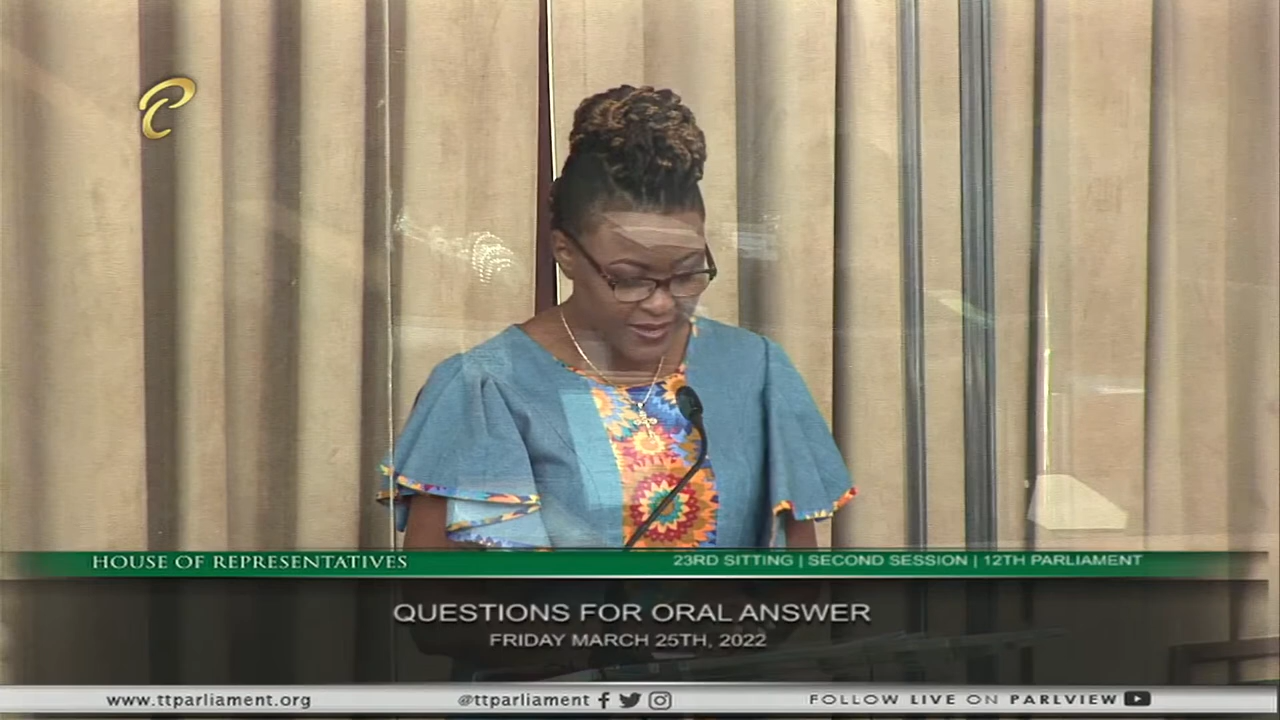 HOUSE OF REPRESENTATIVES
23RD SITTING | SECOND SESSION | 12TH PARLIAMENT
QUESTIONS FOR ORAL ANSWER
FRIDAY MARCH 25TH, 2022
www.ttparliament.org
@ttparliament
FOLLOW LIVE ON PARLVIEW